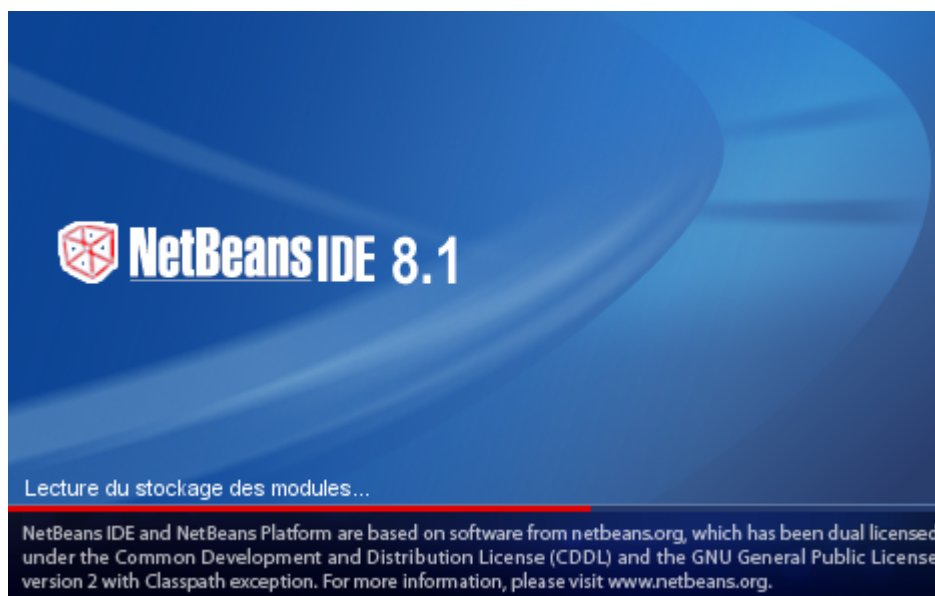 NetBeans IDE 8.1
Lecture du stockage des modules...
NetBeans IDE and NetBeans Platform are based on software from netbeans.org, which has been dual licensed
under the Common Development and Distribution License (CDDL) and the GNU General Public License
version 2 with Classpath exception. For more information, please visit www.netbeans.org.